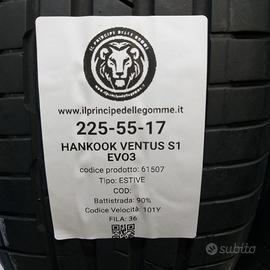 IL PRINCIPE DELLE GOMME
www.ilprincipedellegomme.it
225-55-17
HANKOOK VENTUS S1
EVO3
codice prodotto: 61507
Tipo: ESTIVE
COD:
Battistrada: 90%
Codice Velocità: 101Y
FILA: 36
subito